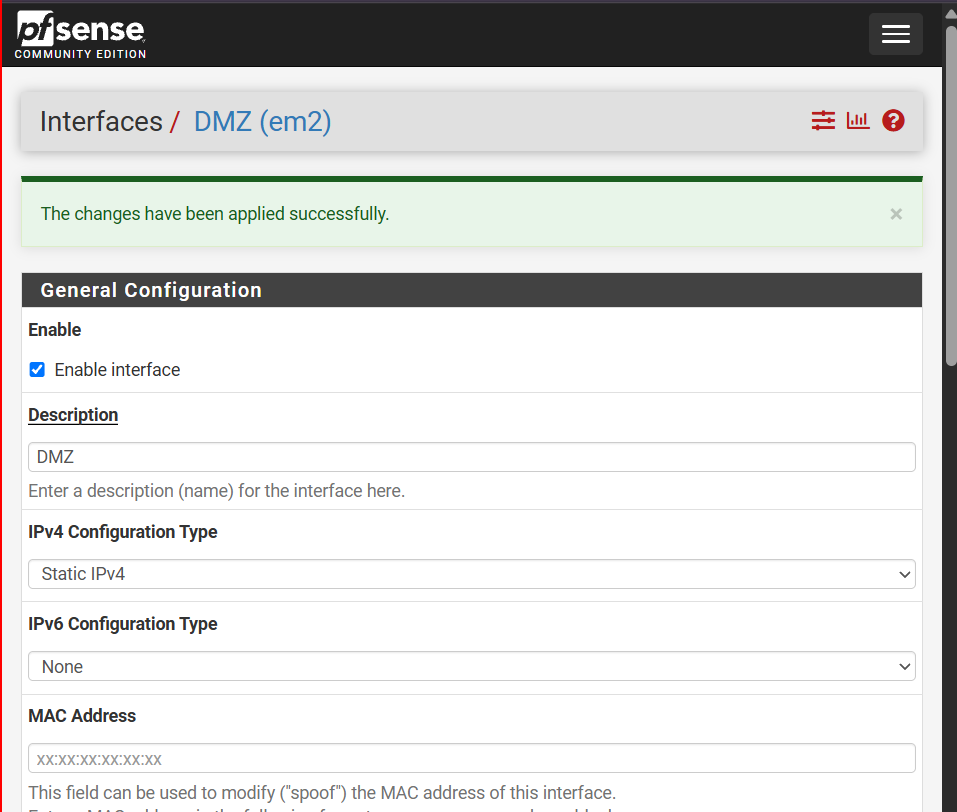 pfsense
COMMUNITY EDITION
Interfaces / DMZ (em2)
The changes have been applied successfully.
×
General Configuration
Enable
Enable interface
Description
DMZ
Enter a description (name) for the interface here.
IPv4 Configuration Type
Static IPv4
IPv6 Configuration Type
None
MAC Address
xx:xx:xx:xx:xx:xx
This field can be used to modify ("spoof") the MAC address of this interface.